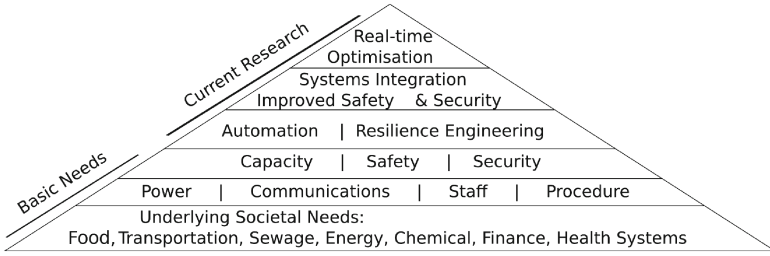 Real-time
Optimisation
Systems Integration
Improved Safety & Security
Automation | Resilience Engineering
Capacity | Safety | Security
Power | Communications | Staff | Procedure
Underlying Societal Needs:
Food, Transportation, Sewage, Energy, Chemical, Finance, Health Systems
Current Research
Basic Needs